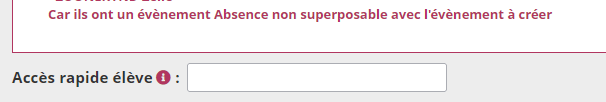 Car ils ont un évènement Absence non superposable avec l'évènement à créer
Accès rapide élève :